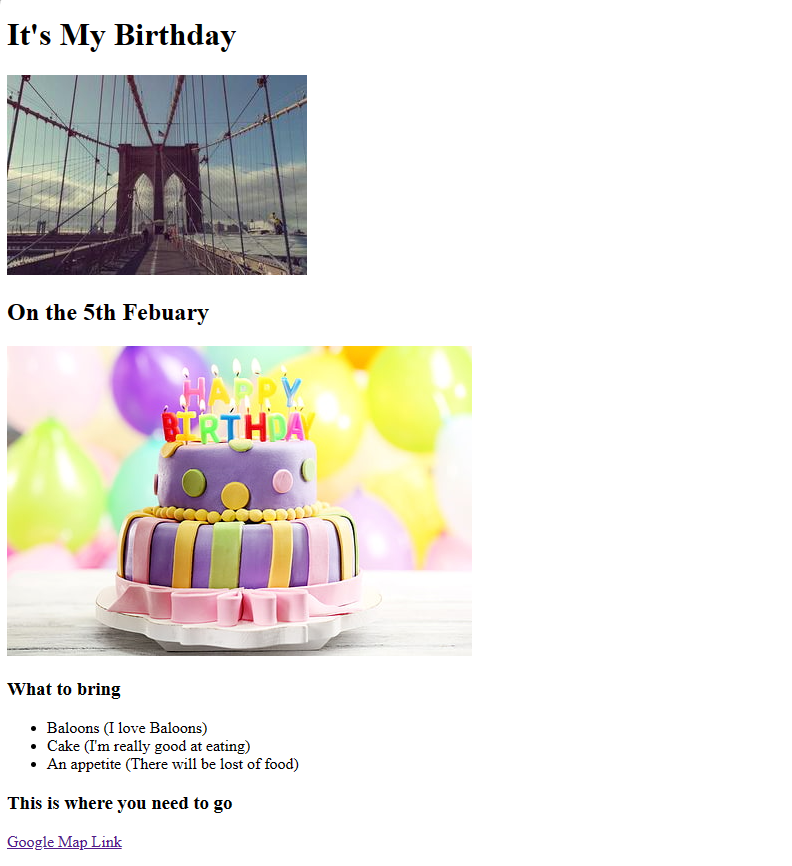 It's My Birthday
On the 5th Febuary
HAPPY
BIRTHDAY
What to bring
Baloons (I love Baloons)
Cake (I'm really good at eating)
An appetite (There will be lost of food)
This is where you need to go
Google Map Link